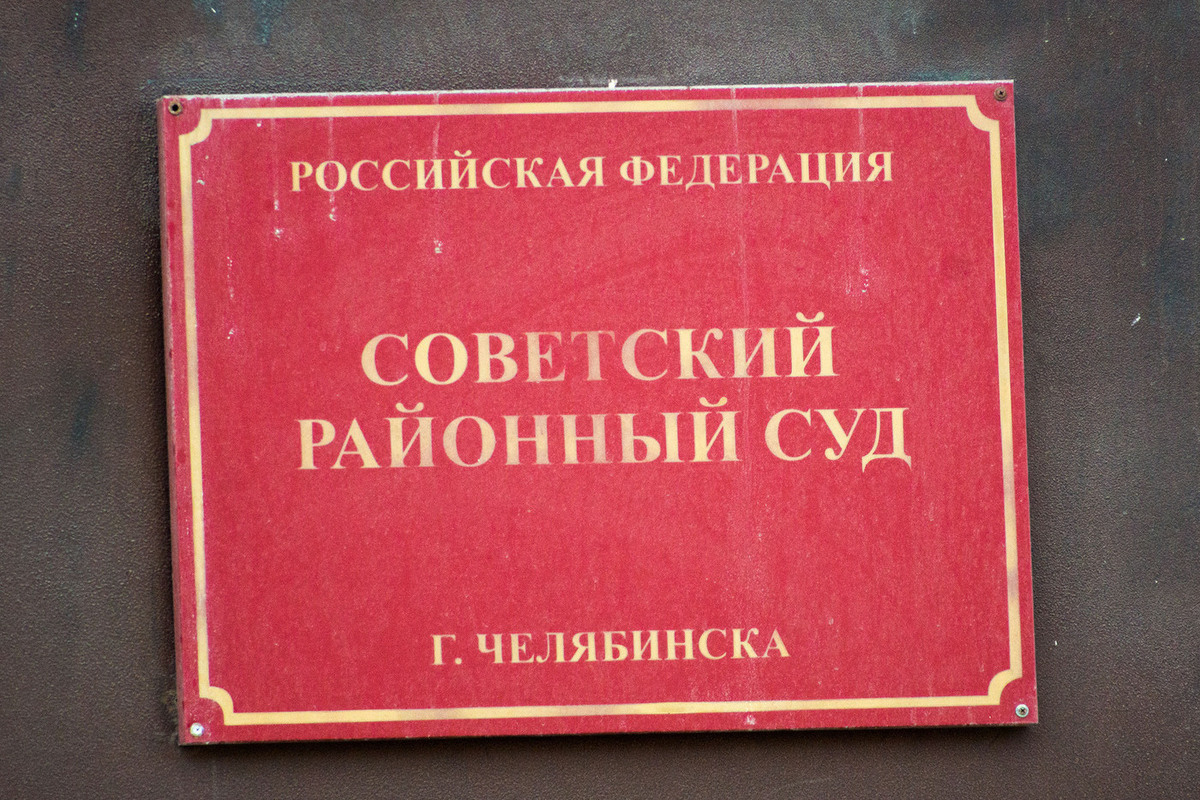 РОССИЙСКАЯ ФЕДЕРАЦИЯ
СОВЕТСКИЙ
РАЙОННЫЙ СУД
Г. ЧЕЛЯБИНСКА